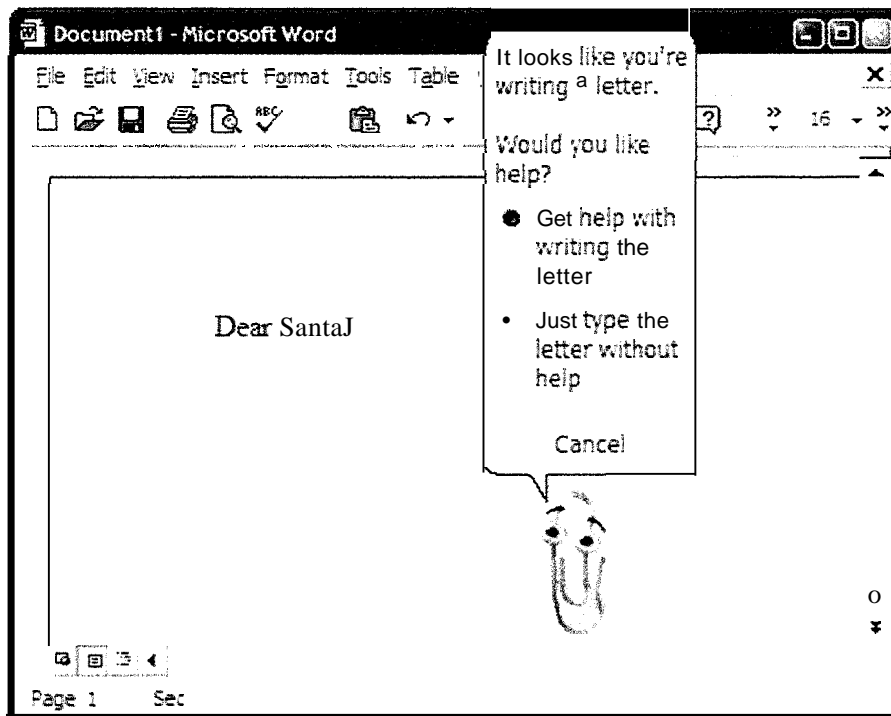 Document1 - Microsoft Word
File Edit View Insert Format Tools Table
ABC
? » 16 »
It looks like you're
writing a letter.
Would you like
help?
• Get help with
writing the
letter
• Just type the
letter without
help
Cancel
Dear SantaJ
o
Page 1 Sec